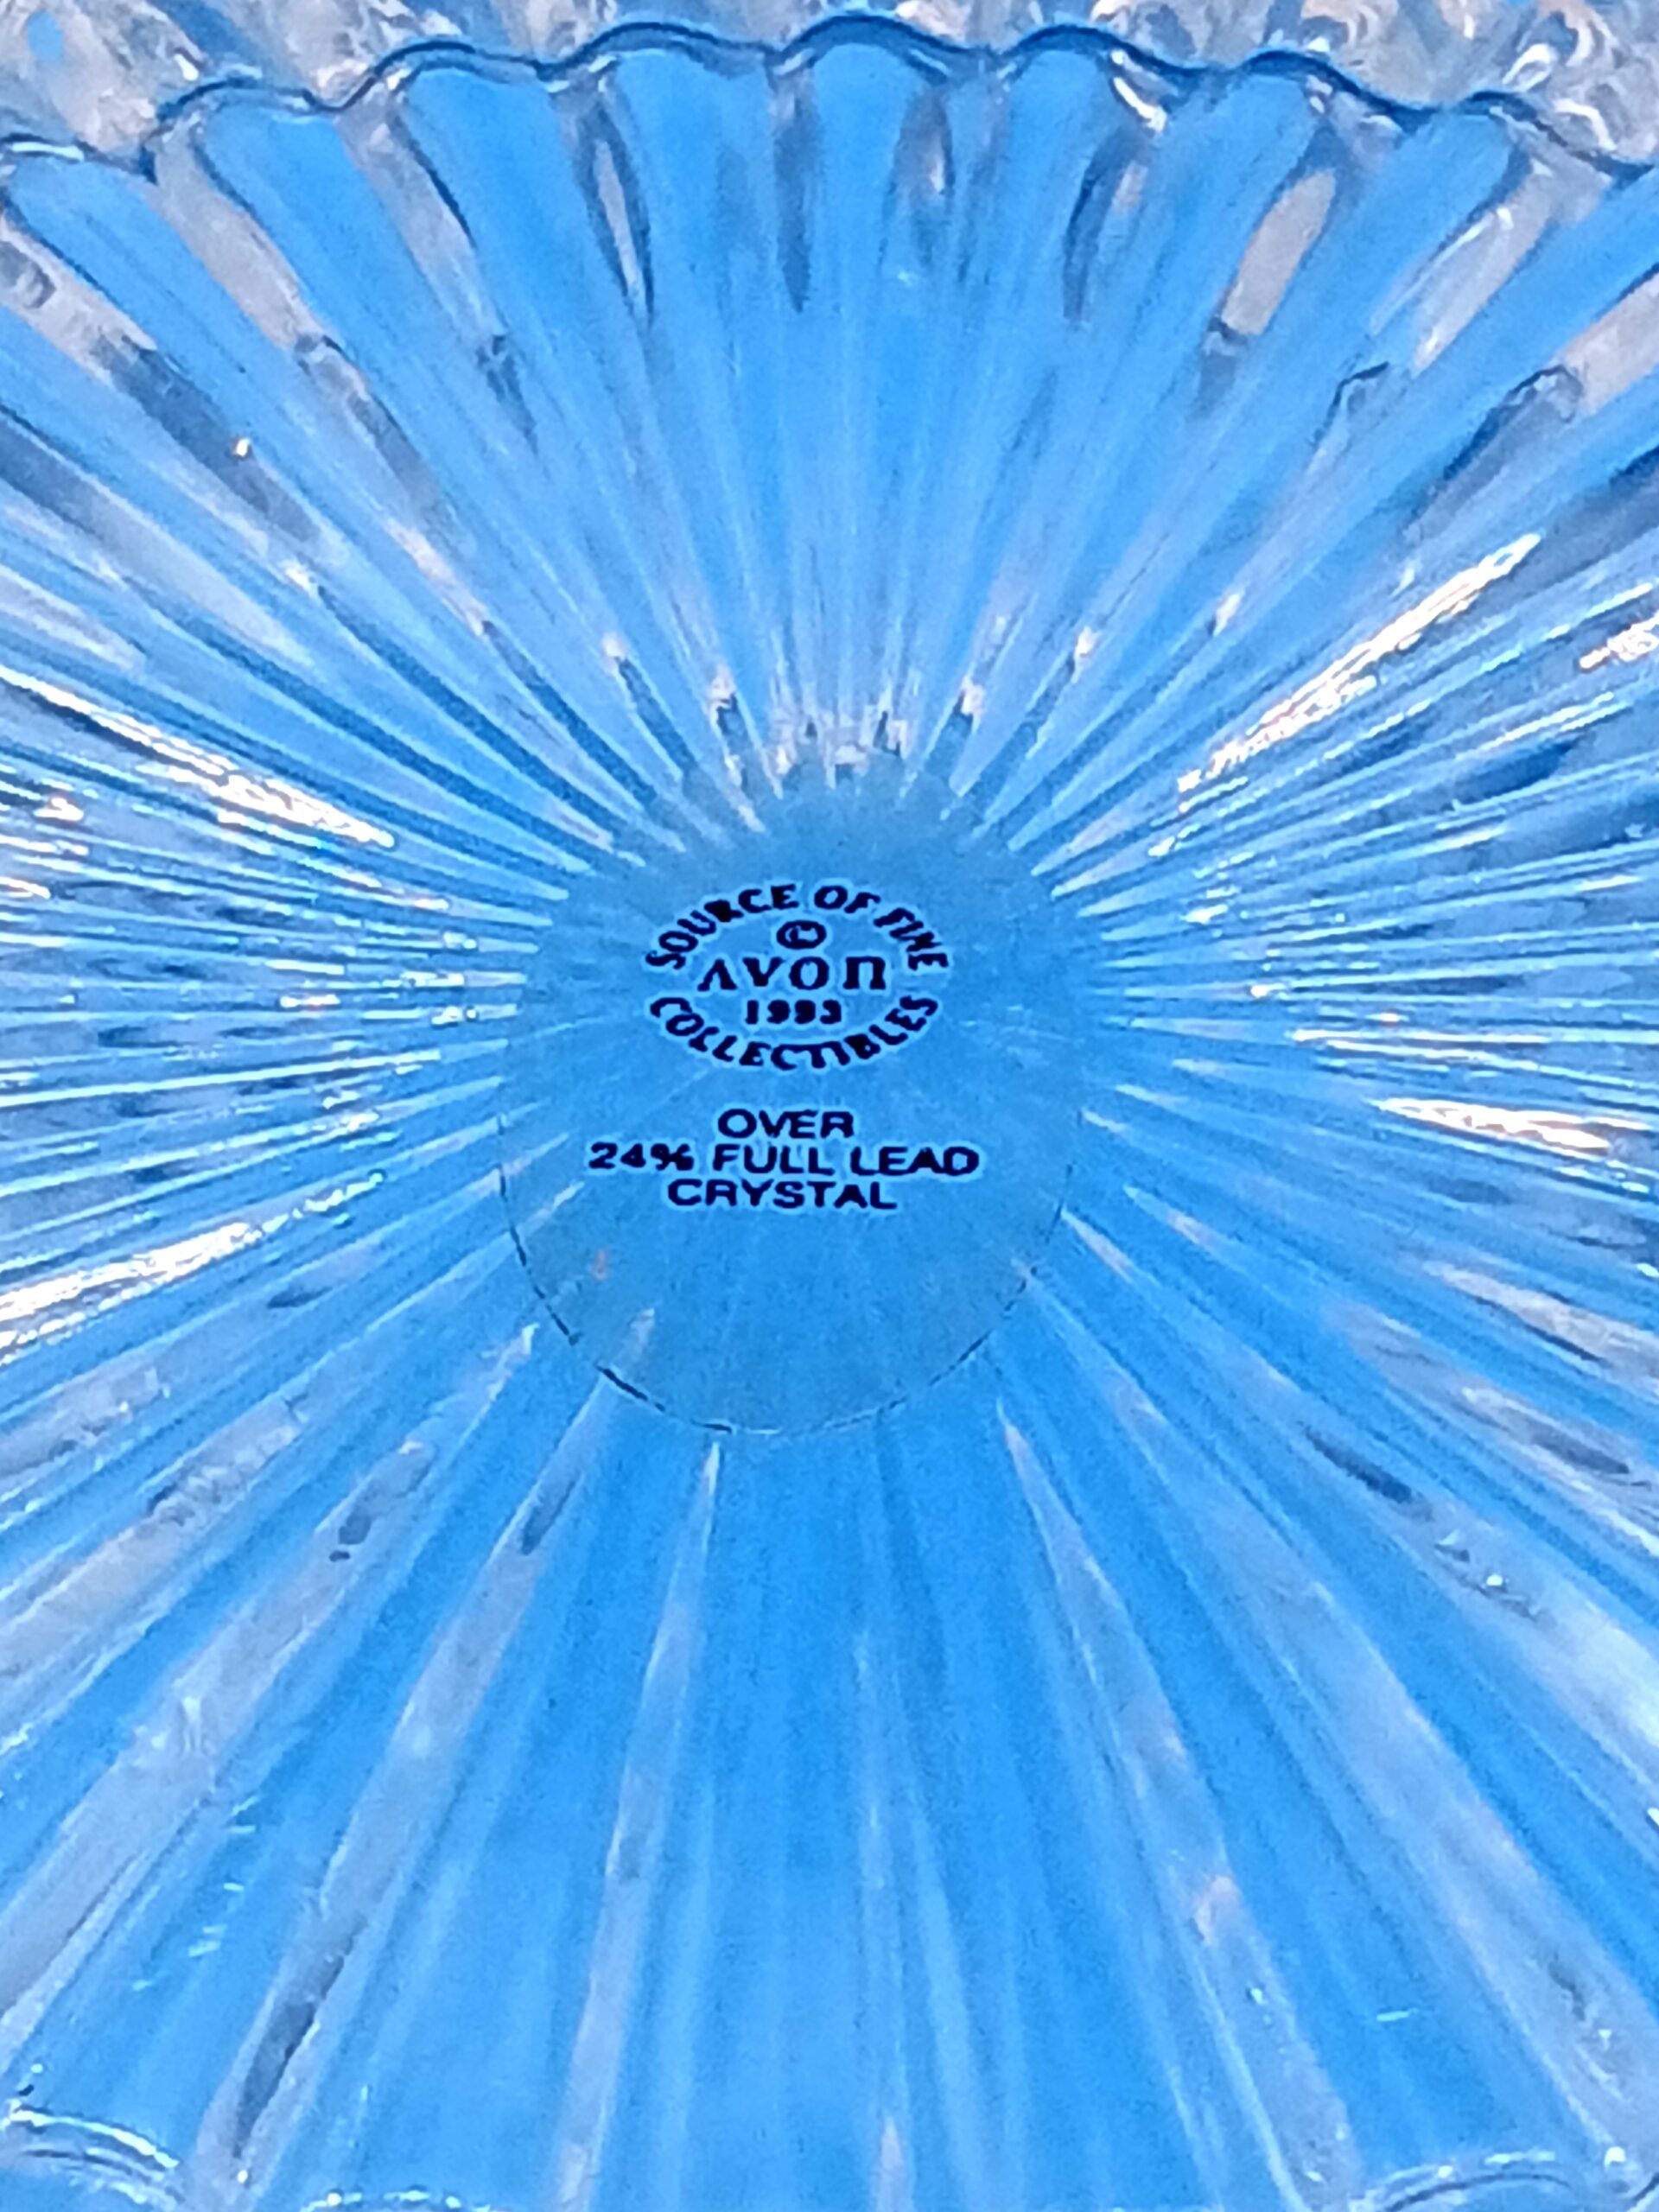 SOURCE OF FINE
©
AVON
1993
COLLECTIBLES
OVER
24% FULL LEAD
CRYSTAL